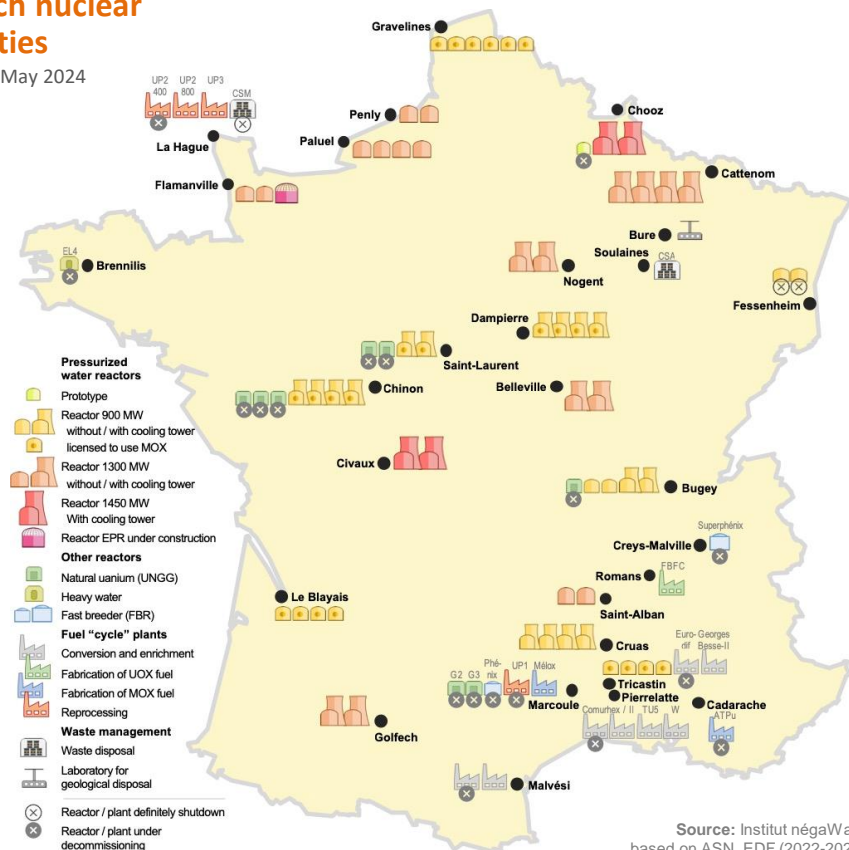 ch nuclear
ties
May 2024
Gravelines
UP2 400
UP2 800
UP3
CSM
La Hague
Penly
Paluel
Flamanville
Chooz
Cattenom
Bure
Soulaines
CSA
EL4
Brennilis
Nogent
Fessenheim
Dampierre
Saint-Laurent
Chinon
Belleville
Civaux
Bugey
Superphénix
Creys-Malville
FBFC
Romans
Saint-Alban
Le Blayais
Cruas
Euro-
dif
Georges
Besse-II
G2
G3
Phé-
nix
UP1
Mélox
Marcoule
Tricastin
Pierrelatte
Comurhex / II
TU5
W
Cadarache
ATPu
Golfech
Malvési
Pressurized
water reactors
Prototype
Reactor 900 MW
without / with cooling tower
licensed to use MOX
Reactor 1300 MW
without / with cooling tower
Reactor 1450 MW
With cooling tower
Reactor EPR under construction
Other reactors
Natural uanium (UNGG)
Heavy water
Fast breeder (FBR)
Fuel “cycle” plants
Conversion and enrichment
Fabrication of UOX fuel
Fabrication of MOX fuel
Reprocessing
Waste management
Waste disposal
Laboratory for
geological disposal
Reactor / plant definitely shutdown
Reactor / plant under
decommissioning
Source: Institut négaWa
based on ASN, EDF (2022-202